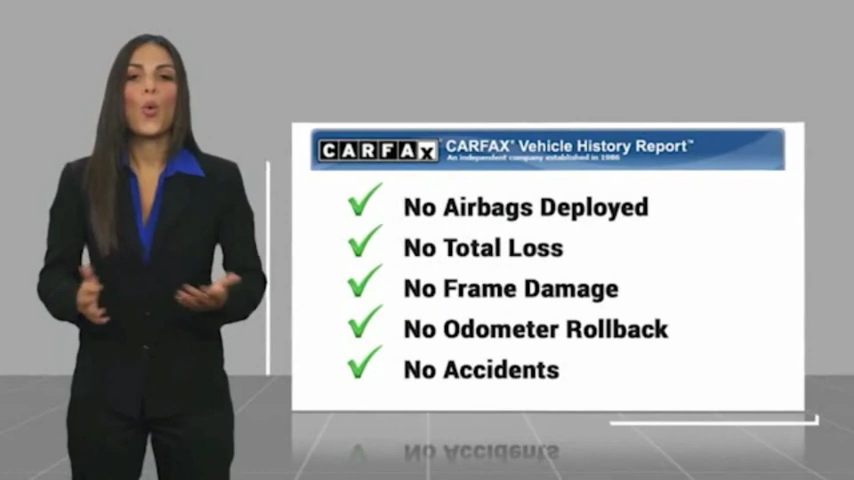 CARFAX CARFAX® Vehicle History Report™
An independent company established in 1986
No Airbags Deployed
No Total Loss
No Frame Damage
No Odometer Rollback
No Accidents
No Accidents